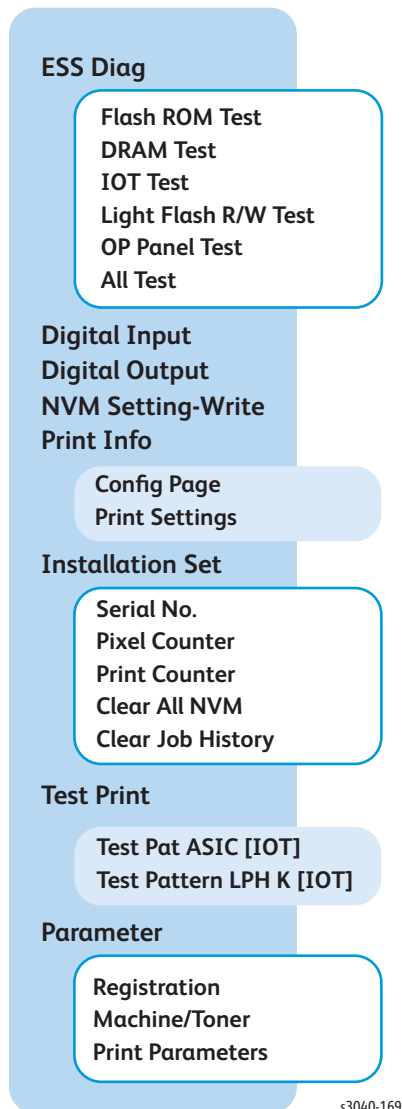 ESS Diag
Flash ROM Test
DRAM Test
IOT Test
Light Flash R/W Test
OP Panel Test
All Test
Digital Input
Digital Output
NVM Setting-Write
Print Info
Config Page
Print Settings
Installation Set
Serial No.
Pixel Counter
Print Counter
Clear All NVM
Clear Job History
Test Print
Test Pat ASIC [IOT]
Test Pattern LPH K [IOT]
Parameter
Registration
Machine/Toner
Print Parameters
s3040-169